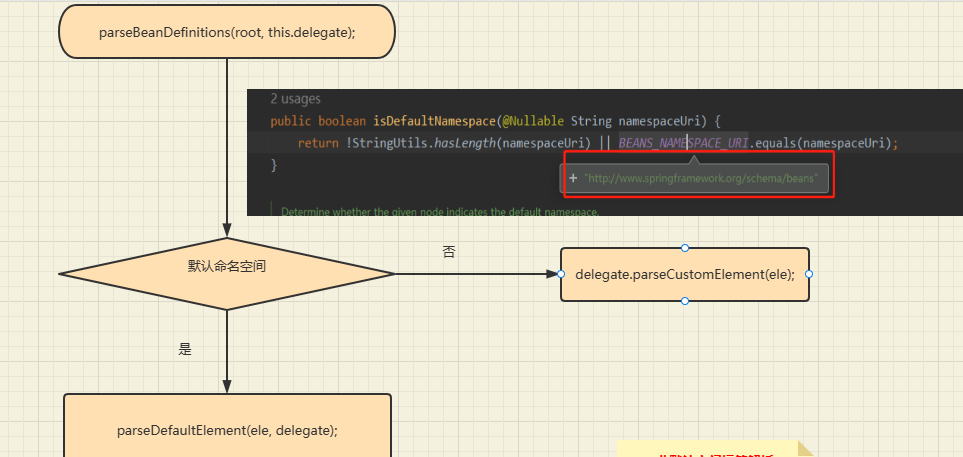 parseBeanDefinitions(root, this.delegate);
2 usages
public boolean isDefaultNamespace(@Nullable String namespaceUri) {
return !StringUtils.hasLength(namespaceUri) || BEANS_NAMESPACE_URI.equals(namespaceUri);
}
+ "http://www.springframework.org/schema/beans"
Determine whether the given node indicates the default namespace.
默认命名空间
否
delegate.parseCustomElement(ele);
是
parseDefaultElement(ele, delegate);